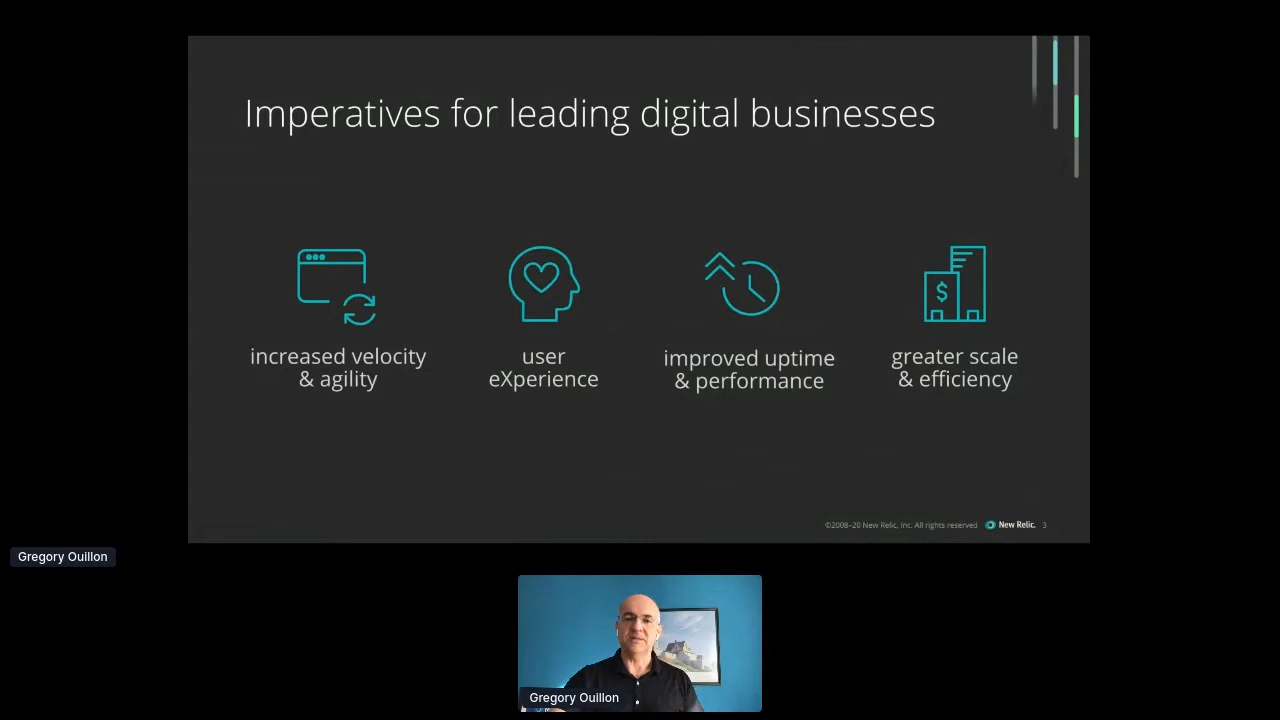 Imperatives for leading digital businesses
increased velocity
& agility
user
eXperience
improved uptime
& performance
$
greater scale
& efficiency
©2008–20 New Relic, Inc. All rights reserved
New Relic.
3
Gregory Ouillon
Gregory Ouillon